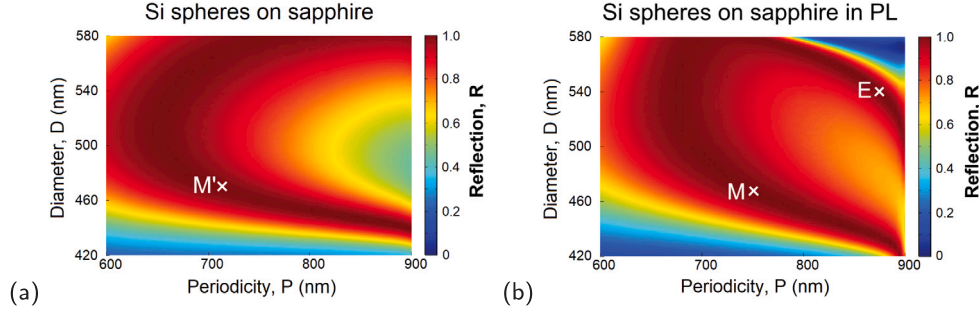 Si spheres on sapphire
Diameter, D (nm)
580
540
500
460
420
M'×
600
700
800
900
Periodicity, P (nm)
1.0
0.8
0.6
0.4
0.2
0
Reflection, R
(a)
Si spheres on sapphire in PL
Diameter, D (nm)
580
540
500
460
420
E×
M×
600
700
800
900
Periodicity, P (nm)
1.0
0.8
0.6
0.4
0.2
0
Reflection, R
(b)